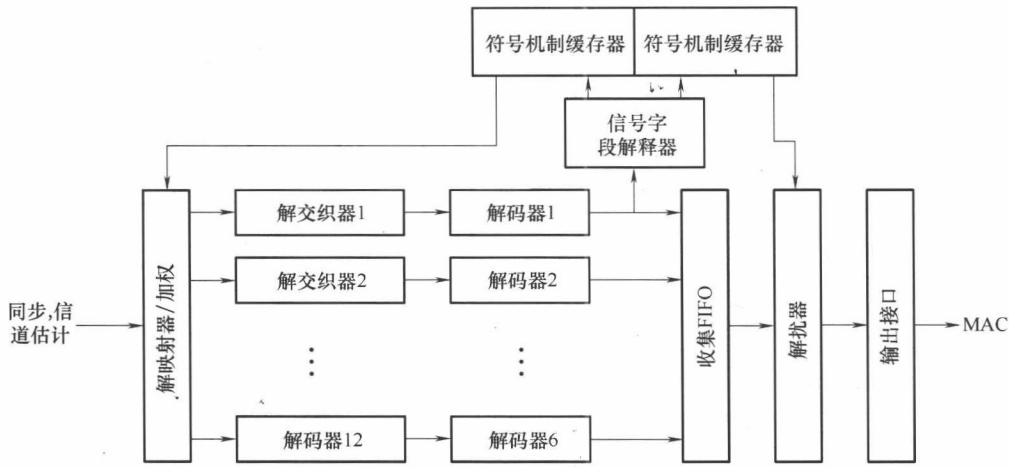 符号机制缓存器
符号机制缓存器
信号字
段解释器
解交织器1
解码器1
解交织器2
解码器2
同步,信
道估计
解映射器/加权
收集FIFO
解扰器
输出接口
MAC
解码器12
解码器6